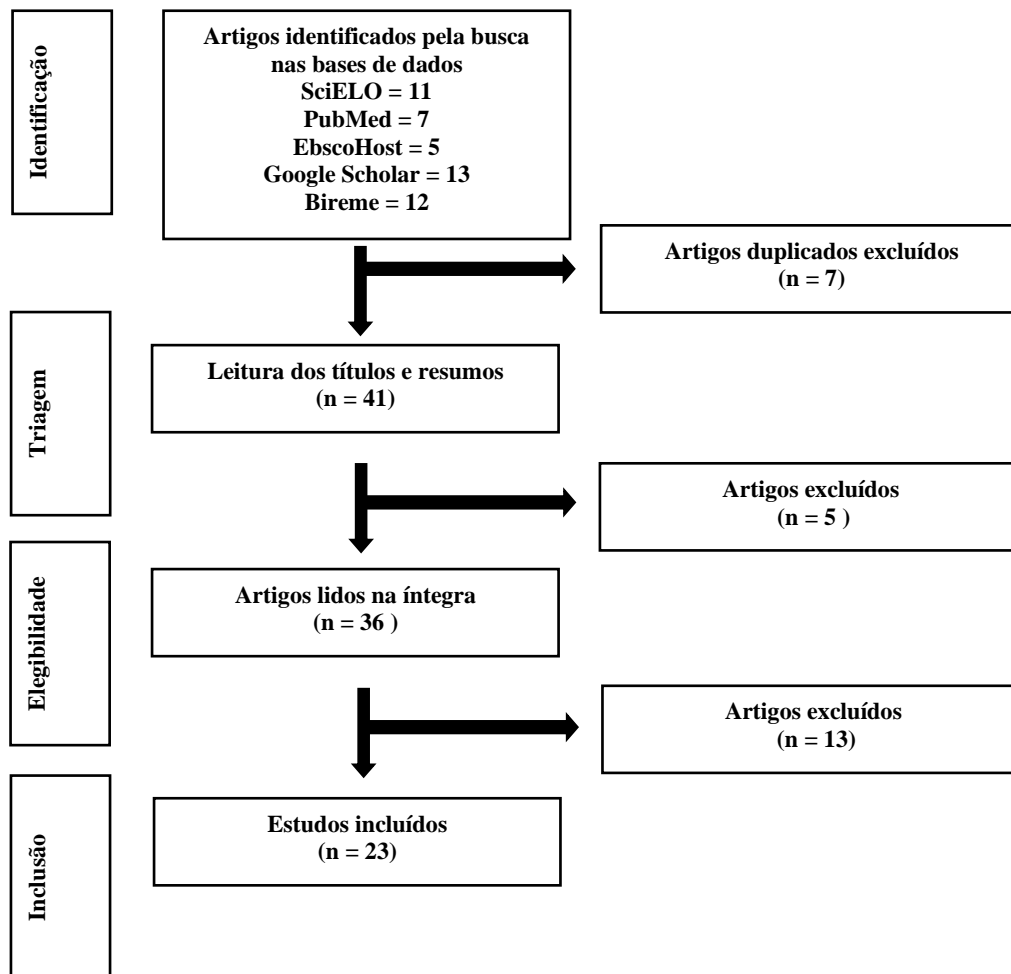 Identificação
Artigos identificados pela busca
nas bases de dados
SciELO = 11
PubMed = 7
EbscoHost = 5
Google Scholar = 13
Bireme = 12
Artigos duplicados excluídos
(n = 7)
Triagem
Leitura dos títulos e resumos
(n = 41)
Artigos excluídos
(n = 5 )
Elegibilidade
Artigos lidos na íntegra
(n = 36 )
Artigos excluídos
(n = 13)
Inclusão
Estudos incluídos
(n = 23)